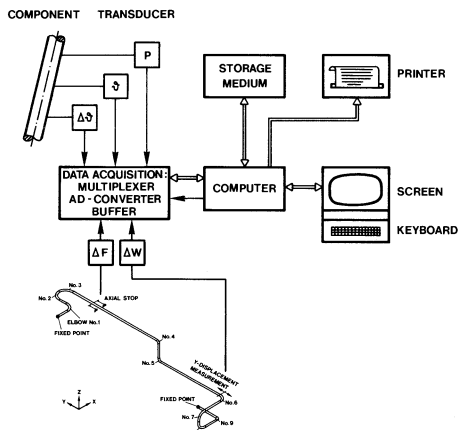 COMPONENT TRANSDUCER
P
ϑ
Δϑ
STORAGE
MEDIUM
PRINTER
DATA ACQUISITION:
MULTIPLEXER
AD-CONVERTER
BUFFER
COMPUTER
SCREEN
KEYBOARD
ΔF
ΔW
No.3
No.2
AXIAL STOP
ELBOW No.1
FIXED POINT
No.4
No.5
Y-DISPLACEMENT
MEASUREMENT
FIXED POINT
No.6
No.7
No.9
Z
Y
X